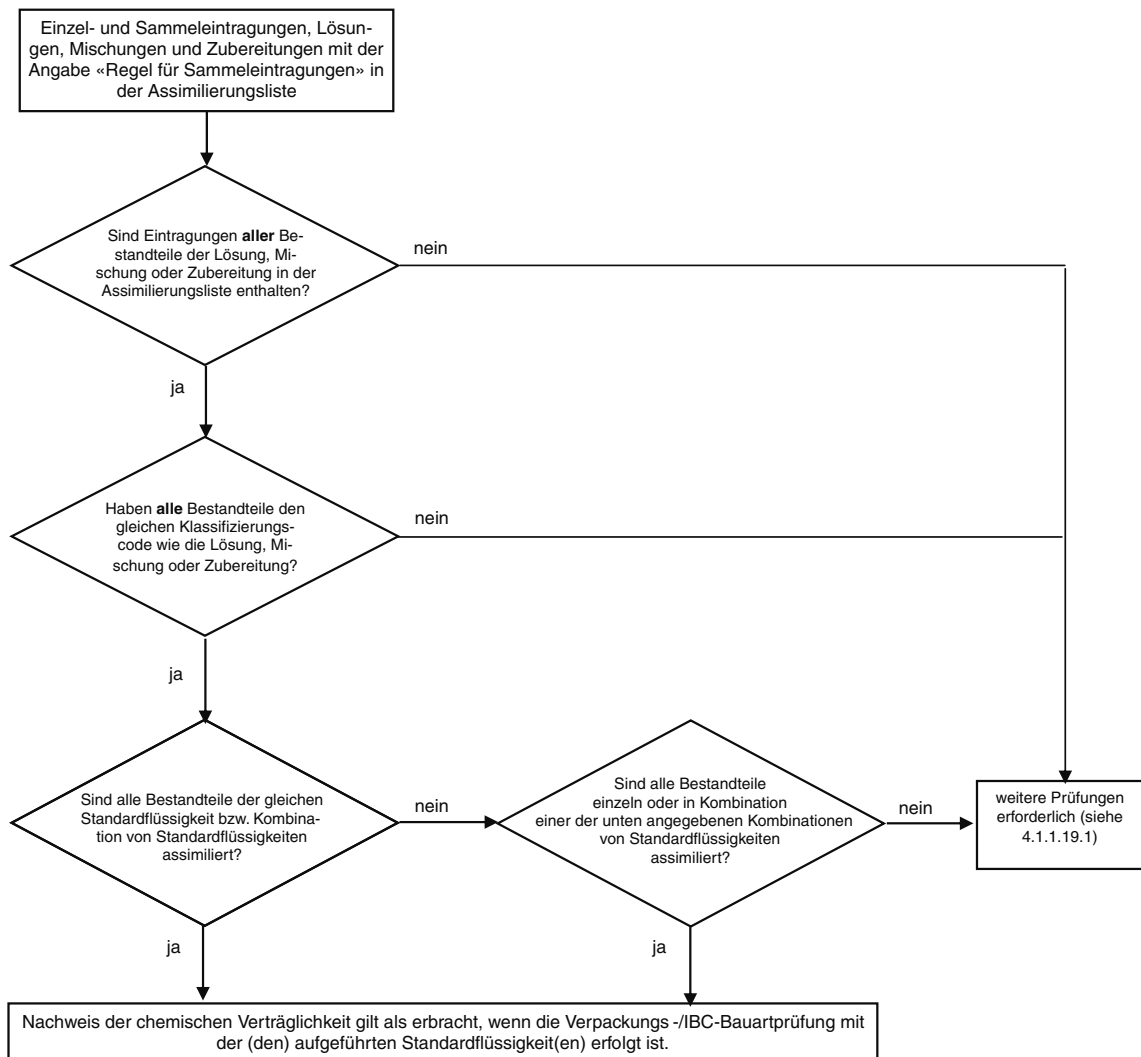 Einzel- und Sammeleintragungen, Lösun-
gen, Mischungen und Zubereitungen mit der
Angabe «Regel für Sammeleintragungen» in
der Assimilierungsliste
Sind Eintragungen aller Be-
standteile der Lösung, Mi-
schung oder Zubereitung in der
Assimilierungsliste enthalten?
nein
ja
Haben alle Bestandteile den
gleichen Klassifizierungs-
code wie die Lösung, Mi-
schung oder Zubereitung?
nein
ja
Sind alle Bestandteile der gleichen
Standardflüssigkeit bzw. Kombina-
tion von Standardflüssigkeiten
assimiliert?
nein
Sind alle Bestandteile
einzeln oder in Kombination
einer der unten angegebenen Kombinationen
von Standardflüssigkeiten
assimiliert?
nein
weitere Prüfungen
erforderlich (siehe
4.1.1.19.1)
ja
ja
Nachweis der chemischen Verträglichkeit gilt als erbracht, wenn die Verpackungs -/IBC-Bauartprüfung mit
der (den) aufgeführten Standardflüssigkeit(en) erfolgt ist.